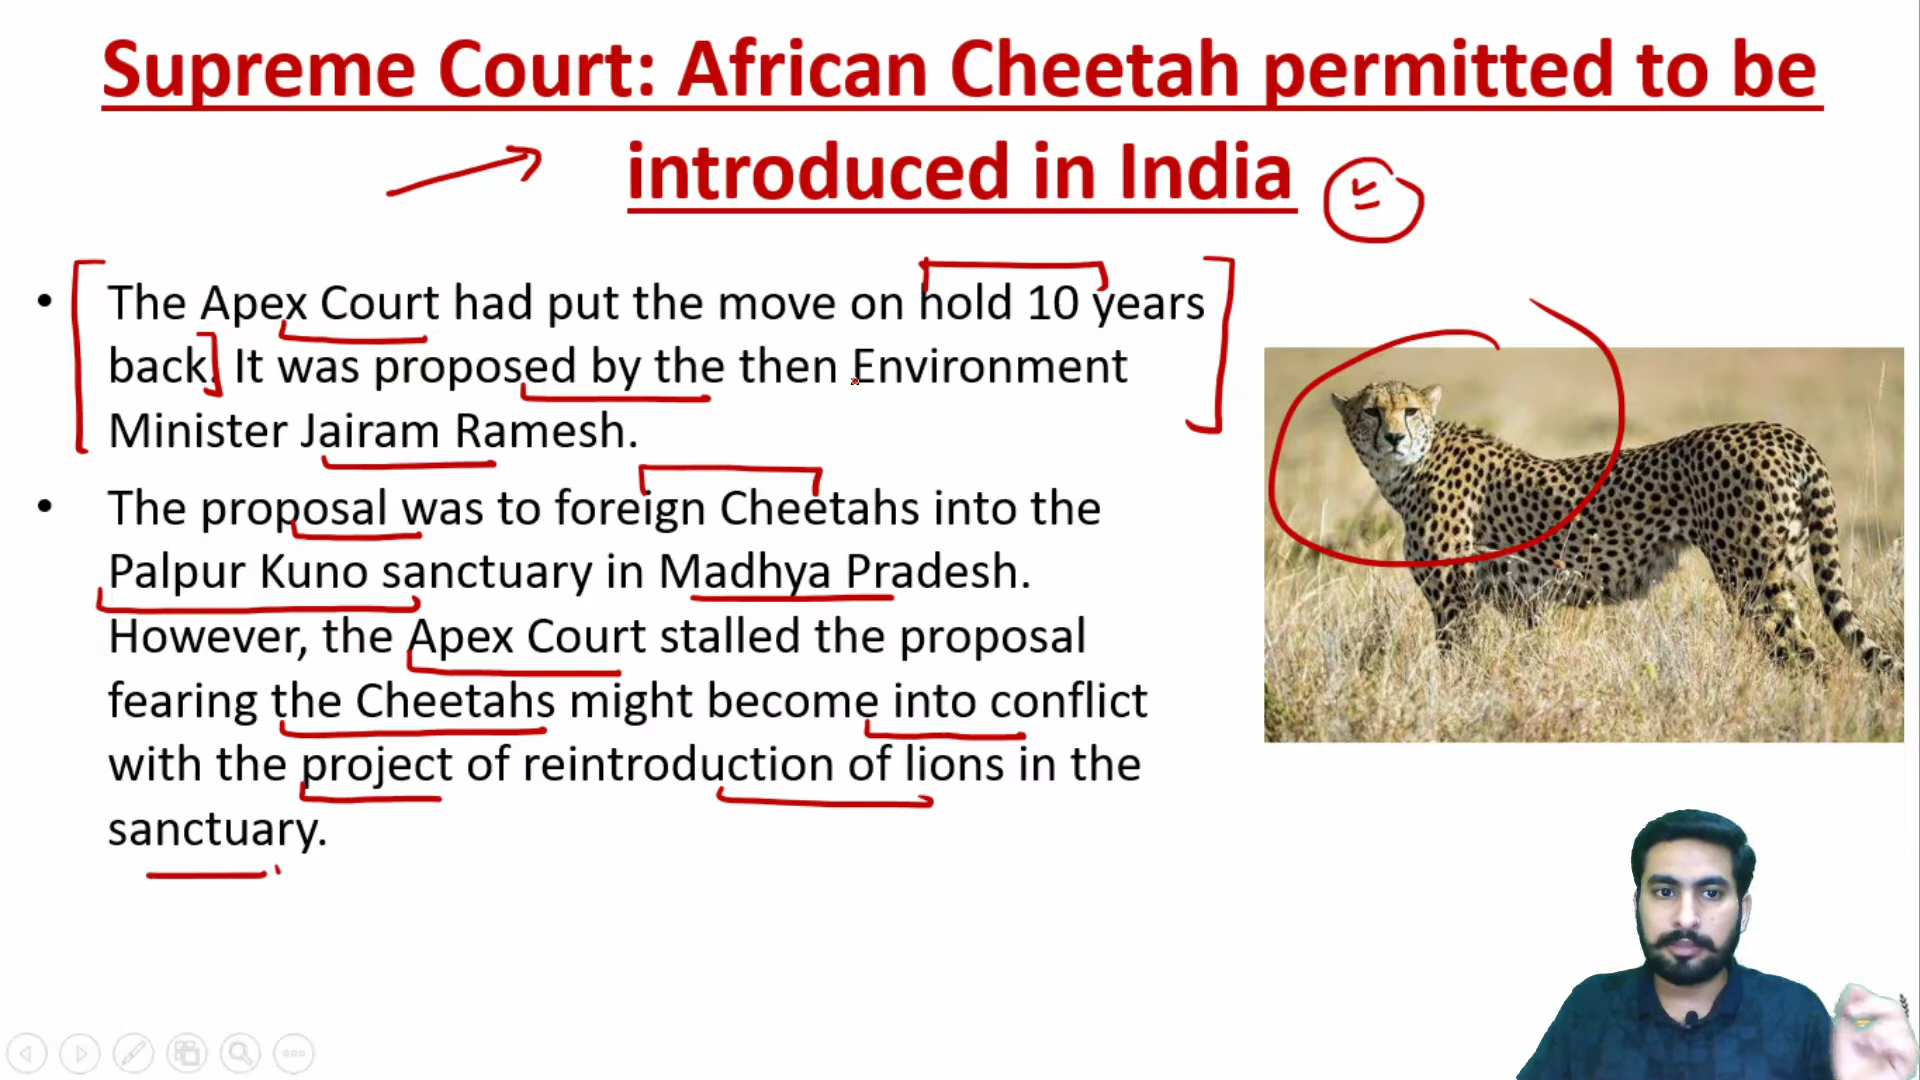 Supreme Court: African Cheetah permitted to be
introduced in India
• The Apex Court had put the move on hold 10 years
back. It was proposed by the then Environment
Minister Jairam Ramesh.
• The proposal was to foreign Cheetahs into the
Palpur Kuno sanctuary in Madhya Pradesh.
However, the Apex Court stalled the proposal
fearing the Cheetahs might become into conflict
with the project of reintroduction of lions in the
sanctuary.